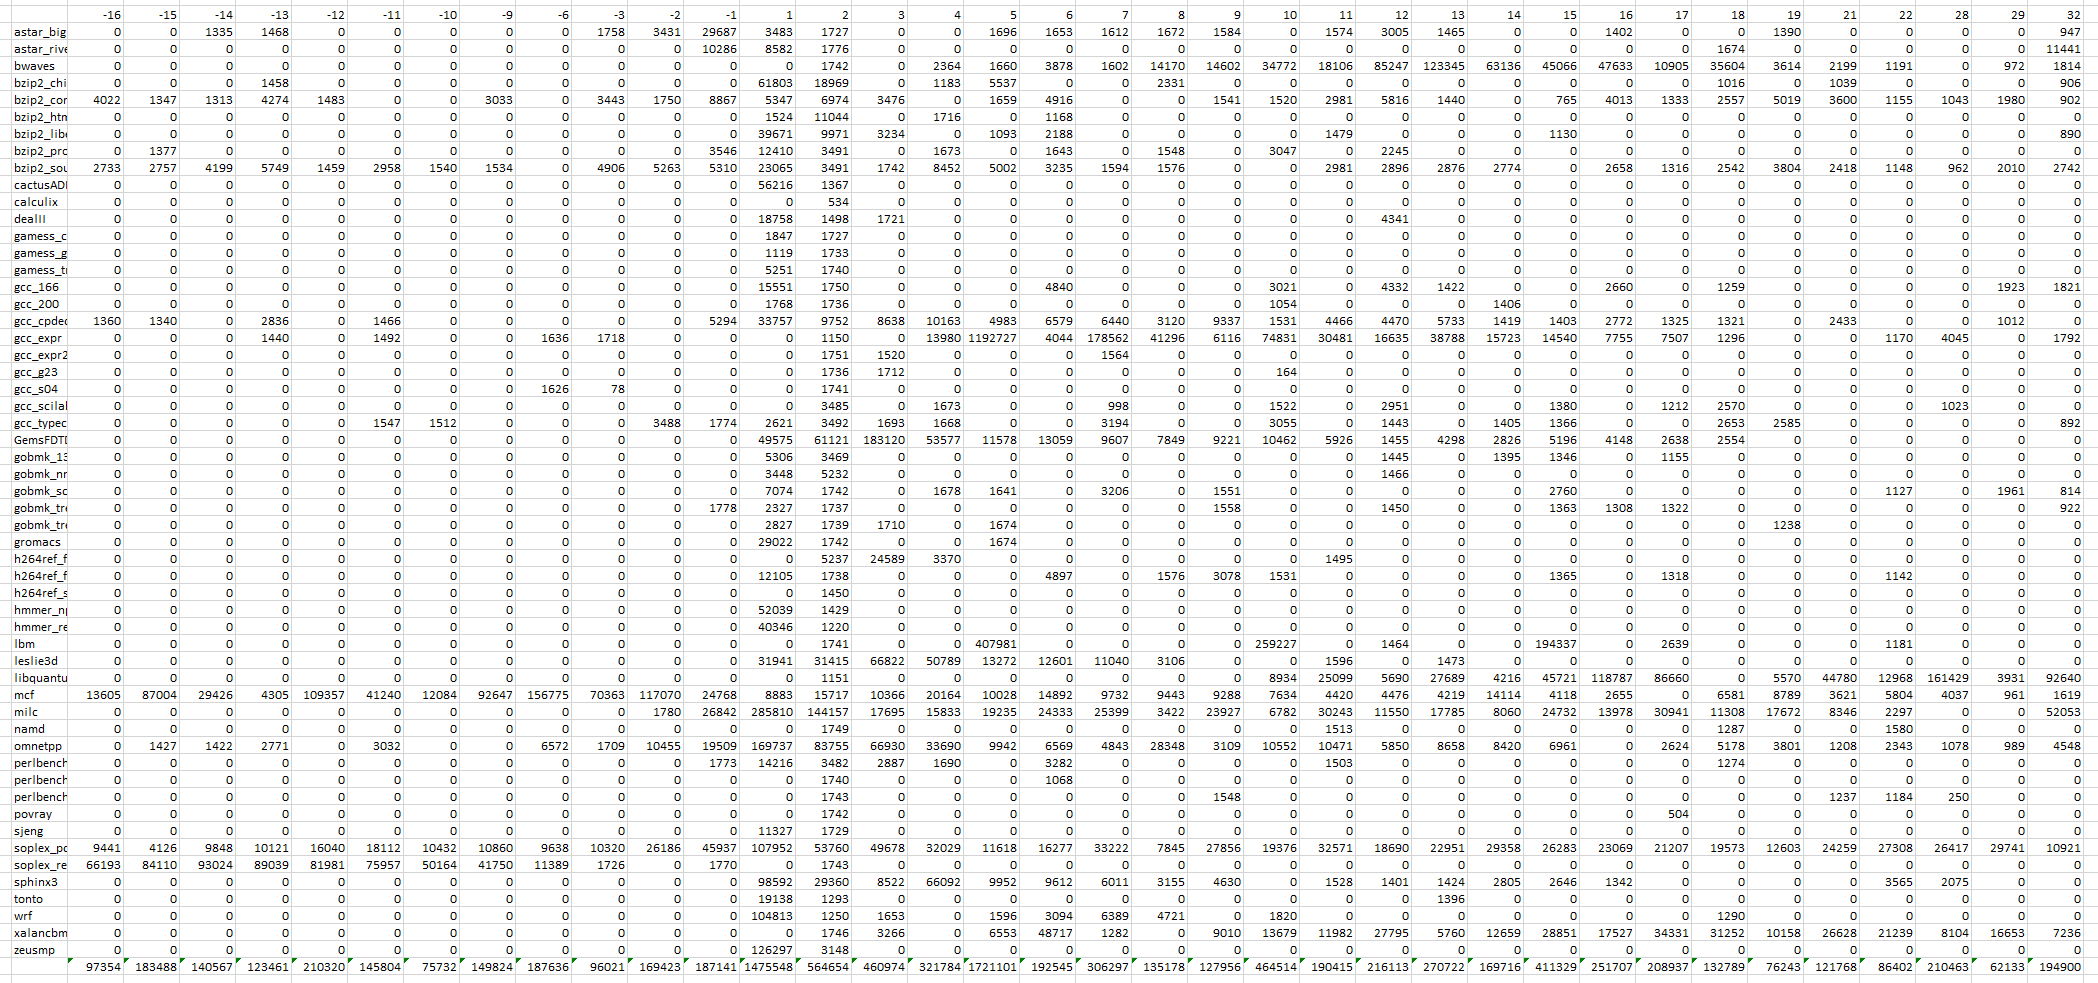 -16 -15 -14 -13 -12 -11 -10 -9 -6 -3 -2 -1 1 2 3 4 5 6 7 8 9 10 11 12 13 14 15 16 17 18 19 21 22 28 29 32
astar_big 0 0 1335 1468 0 0 0 0 0 1758 3431 29687 3483 1727 0 0 1696 1653 1612 1672 1584 0 1574 3005 1465 0 0 1402 0 0 1390 0 0 0 0 947
astar_rive 0 0 0 0 0 0 0 0 0 0 0 10286 8582 1776 0 0 0 0 0 0 0 0 0 0 0 0 0 0 0 1674 0 0 0 0 0 11441
bwaves 0 0 0 0 0 0 0 0 0 0 0 0 0 1742 0 2364 1660 3878 1602 14170 14602 34772 18106 85247 123345 63136 45066 47633 10905 35604 3614 2199 1191 0 972 1814
bzip2_chi 0 0 0 1458 0 0 0 0 0 0 0 0 61803 18969 0 1183 5537 0 0 2331 0 0 0 0 0 0 0 0 0 1016 0 1039 0 0 0 906
bzip2_cor 4022 1347 1313 4274 1483 0 0 3033 0 3443 1750 8867 5347 6974 3476 0 1659 4916 0 0 1541 1520 2981 5816 1440 0 765 4013 1333 2557 5019 3600 1155 1043 1980 902
bzip2_htm 0 0 0 0 0 0 0 0 0 0 0 0 1524 11044 0 1716 0 1168 0 0 0 0 0 0 0 0 0 0 0 0 0 0 0 0 0 0
bzip2_libe 0 0 0 0 0 0 0 0 0 0 0 0 39671 9971 3234 0 1093 2188 0 0 0 0 1479 0 0 0 1130 0 0 0 0 0 0 0 0 890
bzip2_pro 0 1377 0 0 0 0 0 0 0 0 0 3546 12410 3491 0 1673 0 1643 0 1548 0 3047 0 2245 0 0 0 0 0 0 0 0 0 0 0 0
bzip2_sou 2733 2757 4199 5749 1459 2958 1540 1534 0 4906 5263 5310 23065 3491 1742 8452 5002 3235 1594 1576 0 0 2981 2896 2876 2774 0 2658 1316 2542 3804 2418 1148 962 2010 2742
cactusADI 0 0 0 0 0 0 0 0 0 0 0 0 56216 1367 0 0 0 0 0 0 0 0 0 0 0 0 0 0 0 0 0 0 0 0 0 0
calculix 0 0 0 0 0 0 0 0 0 0 0 0 0 534 0 0 0 0 0 0 0 0 0 0 0 0 0 0 0 0 0 0 0 0 0 0
dealII 0 0 0 0 0 0 0 0 0 0 0 0 18758 1498 1721 0 0 0 0 0 0 0 0 4341 0 0 0 0 0 0 0 0 0 0 0 0
gamess_c 0 0 0 0 0 0 0 0 0 0 0 0 1847 1727 0 0 0 0 0 0 0 0 0 0 0 0 0 0 0 0 0 0 0 0 0 0
gamess_g 0 0 0 0 0 0 0 0 0 0 0 0 1119 1733 0 0 0 0 0 0 0 0 0 0 0 0 0 0 0 0 0 0 0 0 0 0
gamess_ti 0 0 0 0 0 0 0 0 0 0 0 0 5251 1740 0 0 0 0 0 0 0 0 0 0 0 0 0 0 0 0 0 0 0 0 0 0
gcc_166 0 0 0 0 0 0 0 0 0 0 0 0 15551 1750 0 0 0 4840 0 0 0 3021 0 4332 1422 0 0 2660 0 1259 0 0 0 0 1923 1821
gcc_200 0 0 0 0 0 0 0 0 0 0 0 0 1768 1736 0 0 0 0 0 0 0 1054 0 0 0 1406 0 0 0 0 0 0 0 0 0 0
gcc_cpdec 1360 1340 0 2836 0 1466 0 0 0 0 0 5294 33757 9752 8638 10163 4983 6579 6440 3120 9337 1531 4466 4470 5733 1419 1403 2772 1325 1321 0 2433 0 0 1012 0
gcc_expr 0 0 0 1440 0 1492 0 0 1636 1718 0 0 0 1150 0 13980 1192727 4044 178562 41296 6116 74831 30481 16635 38788 15723 14540 7755 7507 1296 0 0 1170 4045 0 1792
gcc_expr2 0 0 0 0 0 0 0 0 0 0 0 0 0 1751 1520 0 0 0 1564 0 0 0 0 0 0 0 0 0 0 0 0 0 0 0 0 0
gcc_g23 0 0 0 0 0 0 0 0 0 0 0 0 0 1736 1712 0 0 0 0 0 0 164 0 0 0 0 0 0 0 0 0 0 0 0 0 0
gcc_s04 0 0 0 0 0 0 0 0 1626 78 0 0 0 1741 0 0 0 0 0 0 0 0 0 0 0 0 0 0 0 0 0 0 0 0 0 0
gcc_scilal 0 0 0 0 0 0 0 0 0 0 0 0 0 3485 0 1673 0 0 998 0 0 1522 0 2951 0 0 1380 0 1212 2570 0 0 0 1023 0 0
gcc_typec 0 0 0 0 0 1547 1512 0 0 0 3488 1774 2621 3492 1693 1668 0 0 3194 0 0 3055 0 1443 0 1405 1366 0 0 2653 2585 0 0 0 0 892
GemsFDTD 0 0 0 0 0 0 0 0 0 0 0 0 49575 61121 183120 53577 11578 13059 9607 7849 9221 10462 5926 1455 4298 2826 5196 4148 2638 2554 0 0 0 0 0 0
gobmk_13 0 0 0 0 0 0 0 0 0 0 0 0 5306 3469 0 0 0 0 0 0 0 0 0 1445 0 1395 1346 0 1155 0 0 0 0 0 0 0
gobmk_nr 0 0 0 0 0 0 0 0 0 0 0 0 3448 5232 0 0 0 0 0 0 0 0 0 1466 0 0 0 0 0 0 0 0 0 0 0 0
gobmk_sc 0 0 0 0 0 0 0 0 0 0 0 0 7074 1742 0 1678 1641 0 3206 0 1551 0 0 0 0 0 2760 0 0 0 0 0 1127 0 1961 814
gobmk_tre 0 0 0 0 0 0 0 0 0 0 0 1778 2327 1737 0 0 0 0 0 0 1558 0 0 1450 0 0 1363 1308 1322 0 0 0 0 0 0 922
gobmk_tre 0 0 0 0 0 0 0 0 0 0 0 0 2827 1739 1710 0 1674 0 0 0 0 0 0 0 0 0 0 0 0 0 1238 0 0 0 0 0
gromacs 0 0 0 0 0 0 0 0 0 0 0 0 29022 1742 0 0 1674 0 0 0 0 0 0 0 0 0 0 0 0 0 0 0 0 0 0 0
h264ref_f 0 0 0 0 0 0 0 0 0 0 0 0 0 5237 24589 3370 0 0 0 0 0 0 1495 0 0 0 0 0 0 0 0 0 0 0 0 0
h264ref_f 0 0 0 0 0 0 0 0 0 0 0 0 12105 1738 0 0 0 4897 0 1576 3078 1531 0 0 0 0 1365 0 1318 0 0 0 1142 0 0 0
h264ref_s 0 0 0 0 0 0 0 0 0 0 0 0 0 1450 0 0 0 0 0 0 0 0 0 0 0 0 0 0 0 0 0 0 0 0 0 0
hmmer_np 0 0 0 0 0 0 0 0 0 0 0 0 52039 1429 0 0 0 0 0 0 0 0 0 0 0 0 0 0 0 0 0 0 0 0 0 0
hmmer_re 0 0 0 0 0 0 0 0 0 0 0 0 40346 1220 0 0 0 0 0 0 0 0 0 0 0 0 0 0 0 0 0 0 0 0 0 0
lbm 0 0 0 0 0 0 0 0 0 0 0 0 0 1741 0 0 407981 0 0 0 0 259227 0 1464 0 0 194337 0 2639 0 0 0 1181 0 0 0
leslie3d 0 0 0 0 0 0 0 0 0 0 0 0 31941 31415 66822 50789 13272 12601 11040 3106 0 0 1596 0 1473 0 0 0 0 0 0 0 0 0 0 0
libquantu 0 0 0 0 0 0 0 0 0 0 0 0 0 1151 0 0 0 0 0 0 0 8934 25099 5690 27689 4216 45721 118787 86660 0 5570 44780 12968 161429 3931 92640
mcf 13605 87004 29426 4305 109357 41240 12084 92647 156775 70363 117070 24768 8883 15717 10366 20164 10028 14892 9732 9443 9288 7634 4420 4476 4219 14114 4118 2655 0 6581 8789 3621 5804 4037 961 1619
milc 0 0 0 0 0 0 0 0 0 0 1780 26842 285810 144157 17695 15833 19235 24333 25399 3422 23927 6782 30243 11550 17785 8060 24732 13978 30941 11308 17672 8346 2297 0 0 52053
namd 0 0 0 0 0 0 0 0 0 0 0 0 0 1749 0 0 0 0 0 0 0 0 1513 0 0 0 0 0 0 1287 0 0 1580 0 0 0
omnetpp 0 1427 1422 2771 0 3032 0 0 6572 1709 10455 19509 169737 83755 66930 33690 9942 6569 4843 28348 3109 10552 10471 5850 8658 8420 6961 0 2624 5178 3801 1208 2343 1078 989 4548
perlbench 0 0 0 0 0 0 0 0 0 0 0 1773 14216 3482 2887 1690 0 3282 0 0 0 0 1503 0 0 0 0 0 0 1274 0 0 0 0 0 0
perlbench 0 0 0 0 0 0 0 0 0 0 0 0 0 1740 0 0 0 1068 0 0 0 0 0 0 0 0 0 0 0 0 0 0 0 0 0 0
perlbench 0 0 0 0 0 0 0 0 0 0 0 0 0 1743 0 0 0 0 0 0 1548 0 0 0 0 0 0 0 0 0 0 1237 1184 250 0 0
povray 0 0 0 0 0 0 0 0 0 0 0 0 0 1742 0 0 0 0 0 0 0 0 0 0 0 0 0 0 504 0 0 0 0 0 0 0
sjeng 0 0 0 0 0 0 0 0 0 0 0 0 11327 1729 0 0 0 0 0 0 0 0 0 0 0 0 0 0 0 0 0 0 0 0 0 0
soplex_pc 9441 4126 9848 10121 16040 18112 10432 10860 9638 10320 26186 45937 107952 53760 49678 32029 11618 16277 33222 7845 27856 19376 32571 18690 22951 29358 26283 23069 21207 19573 12603 24259 27308 26417 29741 10921
soplex_re 66193 84110 93024 89039 81981 75957 50164 41750 11389 1726 0 1770 0 1743 0 0 0 0 0 0 0 0 0 0 0 0 0 0 0 0 0 0 0 0 0 0
sphinx3 0 0 0 0 0 0 0 0 0 0 0 0 98592 29360 8522 66092 9952 9612 6011 3155 4630 0 1528 1401 1424 2805 2646 1342 0 0 0 0 3565 2075 0 0
tonto 0 0 0 0 0 0 0 0 0 0 0 0 19138 1293 0 0 0 0 0 0 0 0 0 0 1396 0 0 0 0 0 0 0 0 0 0 0
wrf 0 0 0 0 0 0 0 0 0 0 0 0 104813 1250 1653 0 1596 3094 6389 4721 0 1820 0 0 0 0 0 0 0 1290 0 0 0 0 0 0
xalancbm 0 0 0 0 0 0 0 0 0 0 0 0 0 1746 3266 0 6553 48717 1282 0 9010 13679 11982 27795 5760 12659 28851 17527 34331 31252 10158 26628 21239 8104 16653 7236
zeusmp 0 0 0 0 0 0 0 0 0 0 0 0 126297 3148 0 0 0 0 0 0 0 0 0 0 0 0 0 0 0 0 0 0 0 0 0 0
97354 183488 140567 123461 210320 145804 75732 149824 187636 96021 169423 187141 1475548 564654 460974 321784 1721101 192545 306297 135178 127956 464514 190415 216113 270722 169716 411329 251707 208937 132789 76243 121768 86402 210463 62133 194900